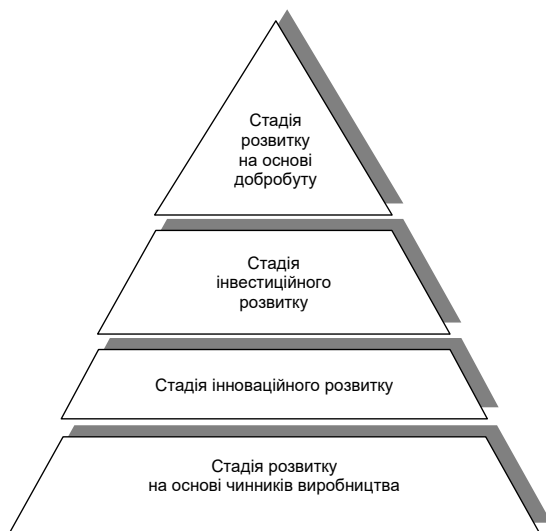 Стадія
розвитку
на основі
добробуту
Стадія
інвестиційного
розвитку
Стадія інноваційного розвитку
Стадія розвитку
на основі чинників виробництва